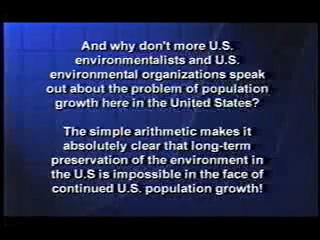 And why don't more U.S.
environmentalists and U.S.
environmental organizations speak
out about the problem of population
growth here in the United States?
The simple arithmetic makes it
absolutely clear that long-term
preservation of the environment in
the U.S is impossible in the face of
continued U.S. population growth!